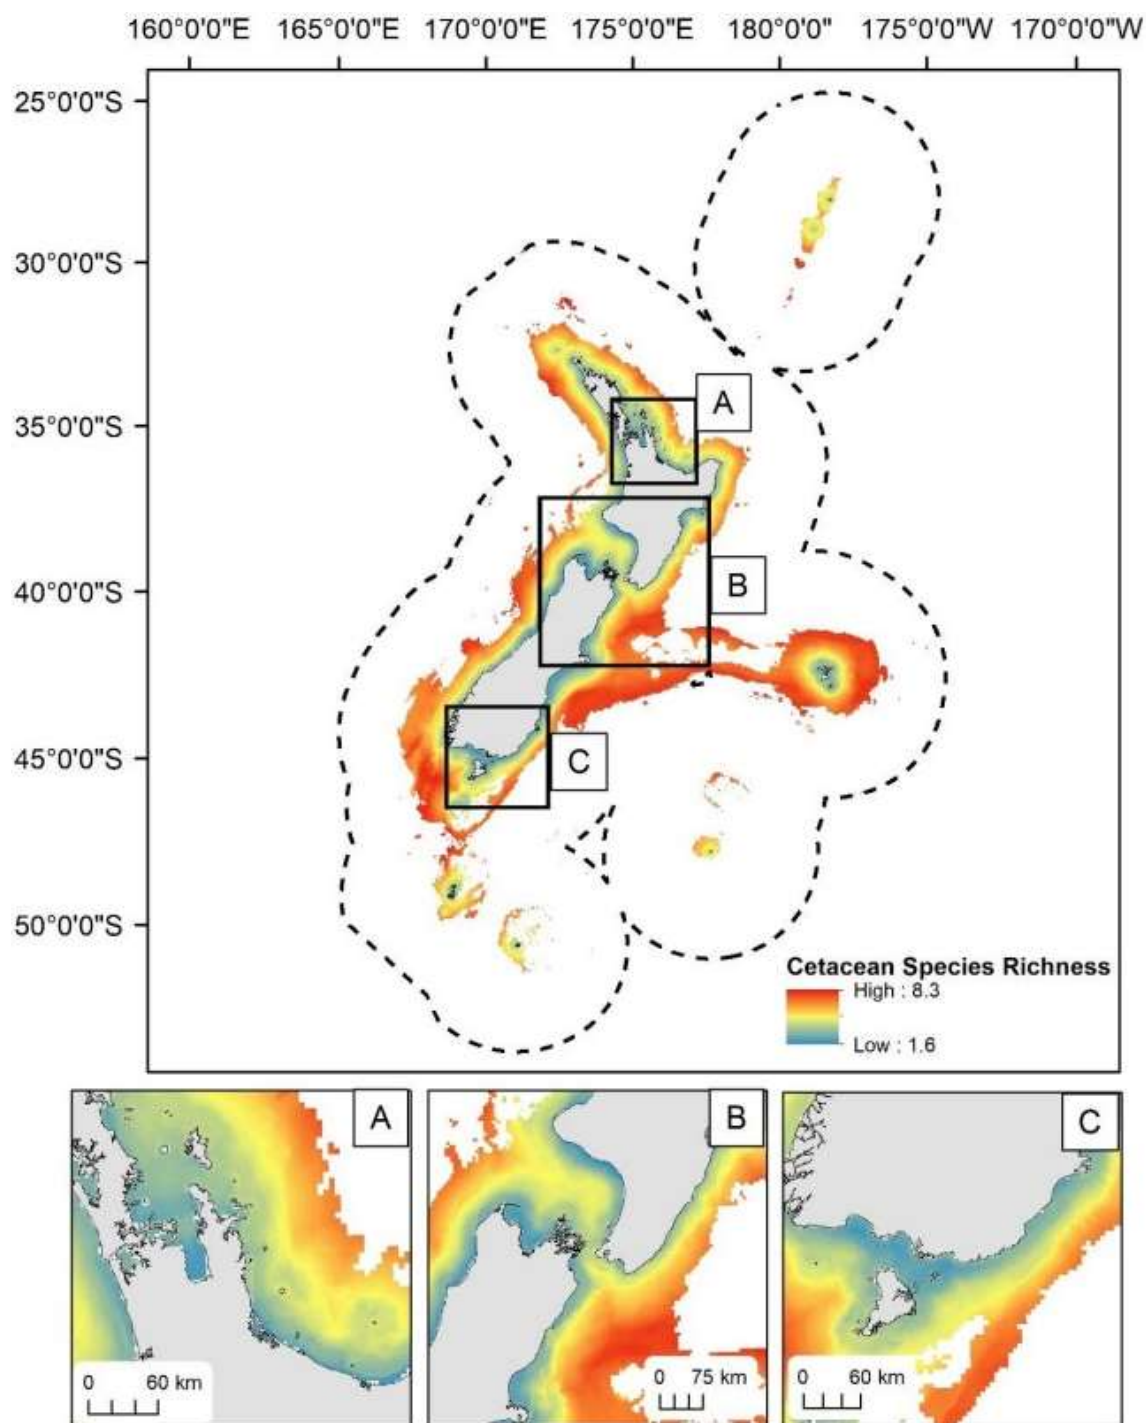 160°0'0"E 165°0'0"E 170°0'0"E 175°0'0"E 180°0'0" 175°0'0"W 170°0'0"W
25°0'0"S
30°0'0"S
35°0'0"S
40°0'0"S
45°0'0"S
50°0'0"S
A
B
C
Cetacean Species Richness
High : 8.3
Low : 1.6
A
0 60 km
B
0 75 km
C
0 60 km